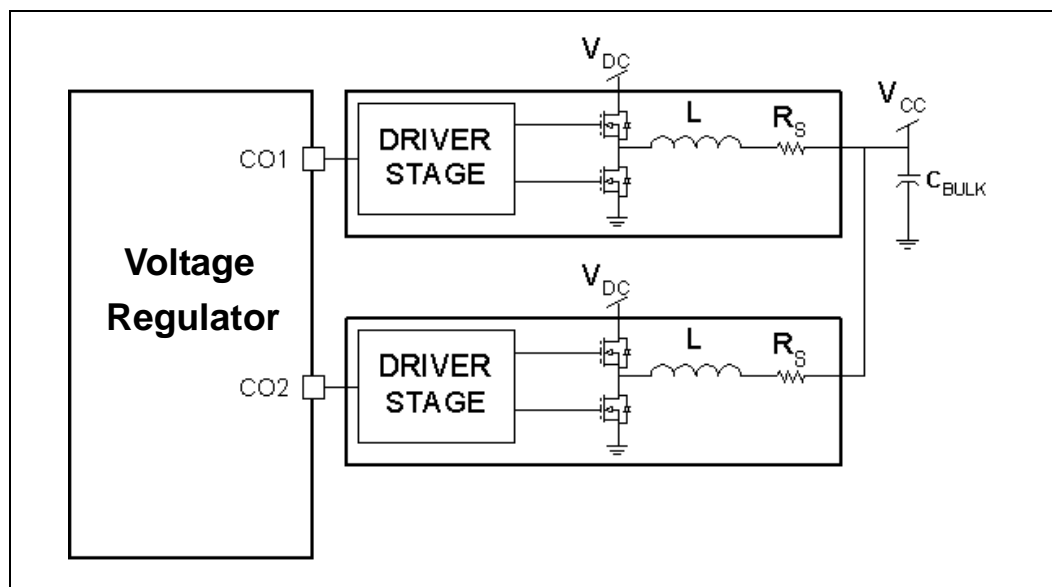 Voltage
Regulator
CO1
CO2
DRIVER
STAGE
V_DC
L
R_S
V_CC
C_BULK
DRIVER
STAGE
V_DC
L
R_S